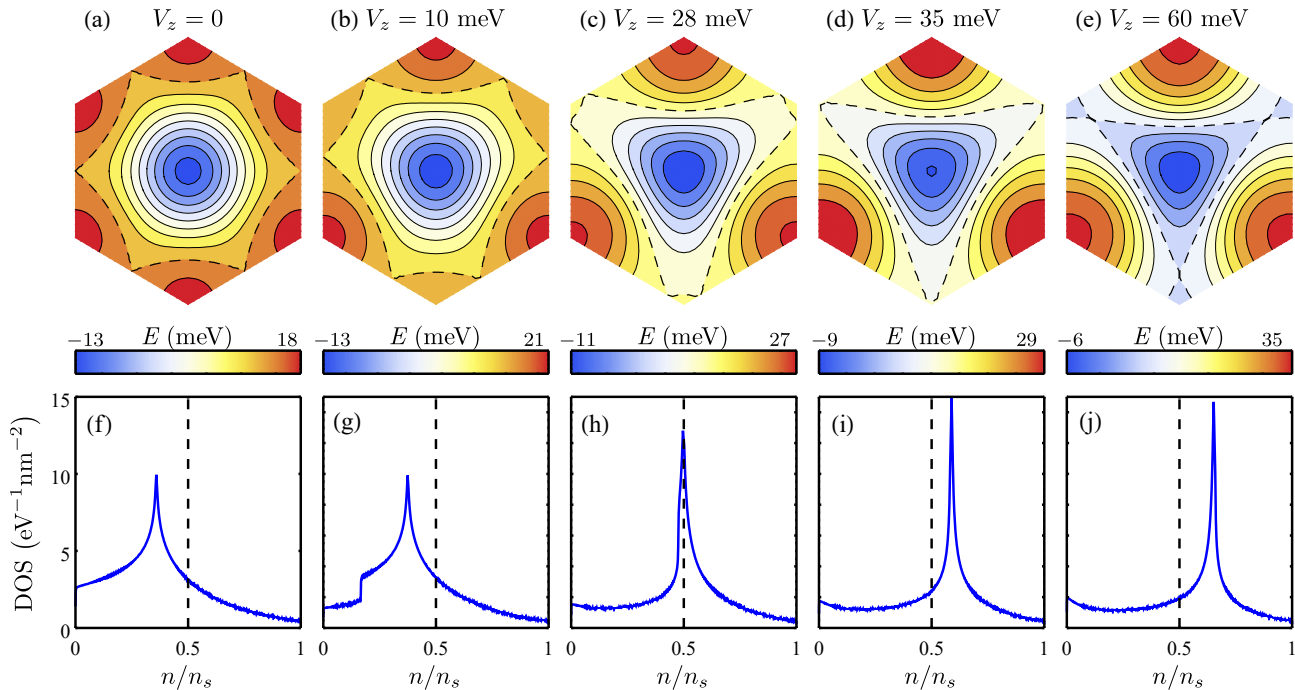 (a) V_z = 0
(b) V_z = 10 meV
(c) V_z = 28 meV
(d) V_z = 35 meV
(e) V_z = 60 meV
−13 E (meV) 18
−13 E (meV) 21
−11 E (meV) 27
−9 E (meV) 29
−6 E (meV) 35
DOS (eV⁻¹nm⁻²)
15
10
5
0
(f)
(g)
(h)
(i)
(j)
0 0.5 1
0 0.5 1
0 0.5 1
0 0.5 1
0 0.5 1
n/n_s
n/n_s
n/n_s
n/n_s
n/n_s